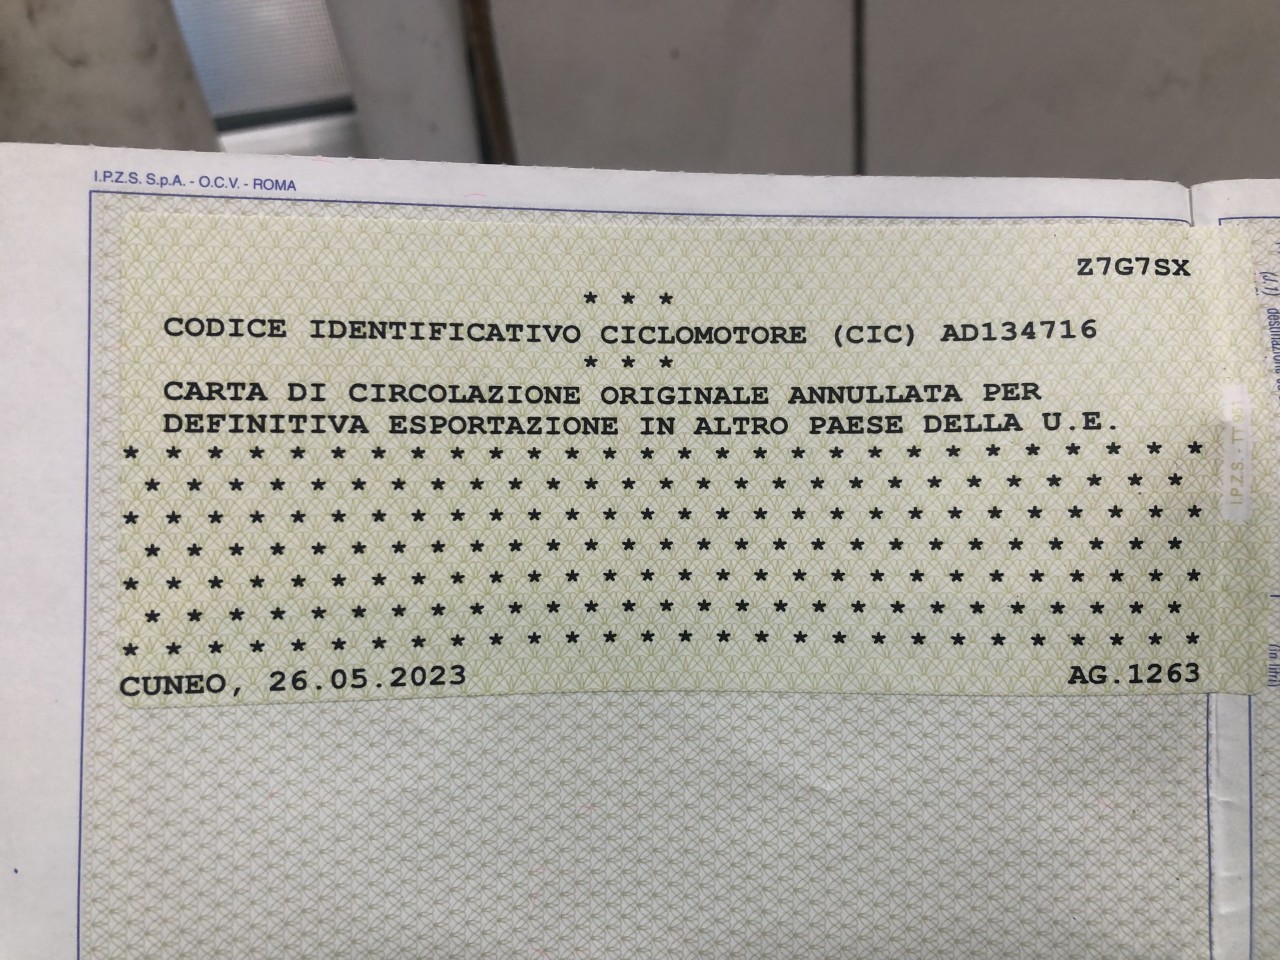 I.P.Z.S. S.p.A. - O.C.V. - ROMA
Z7G7SX
* * *
CODICE IDENTIFICATIVO CICLOMOTORE (CIC) AD134716
* * *
CARTA DI CIRCOLAZIONE ORIGINALE ANNULLATA PER
DEFINITIVA ESPORTAZIONE IN ALTRO PAESE DELLA U.E.
* * * * * * * * * * * * * * * * * * * * * * * * * * *
* * * * * * * * * * * * * * * * * * * * * * * * * *
* * * * * * * * * * * * * * * * * * * * * * * * * * *
* * * * * * * * * * * * * * * * * * * * * * * * * *
* * * * * * * * * * * * * * * * * * * * * * * * * * *
* * * * * * * * * * * * * * * * * * * * * * * * * *
* * * * * * * * * * * * * * * * * * * * * * * * * * *
CUNEO, 26.05.2023 AG.1263
I.P.Z.S.